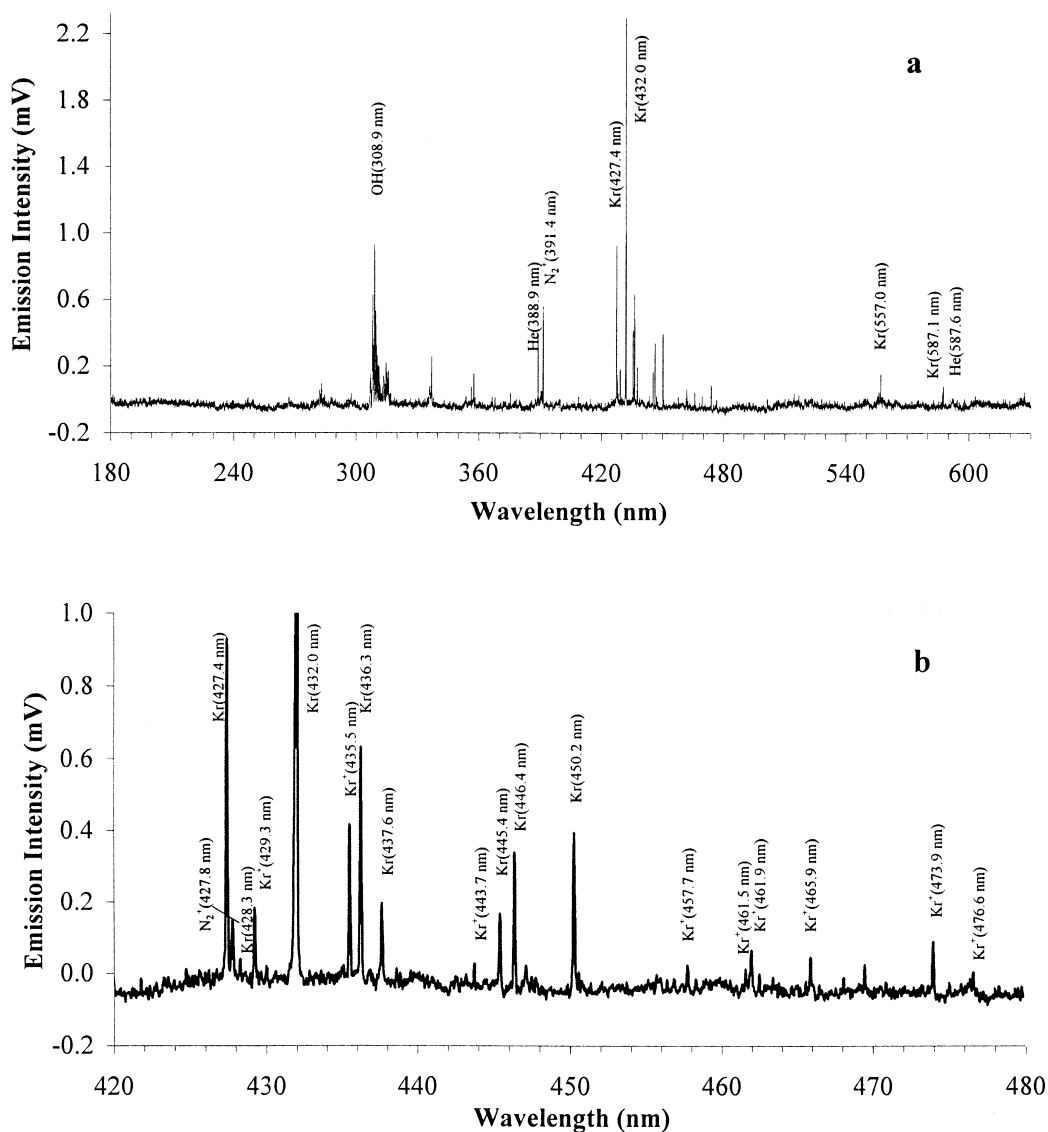 a
Emission Intensity (mV)
2.2
1.8
1.4
1.0
0.6
0.2
-0.2
OH(308.9 nm)
He(388.9 nm)
N₂⁺(391.4 nm)
Kr(427.4 nm)
Kr(432.0 nm)
Kr(557.0 nm)
Kr(587.1 nm)
He(587.6 nm)
180 240 300 360 420 480 540 600
Wavelength (nm)
b
Emission Intensity (mV)
1.0
0.8
0.6
0.4
0.2
0.0
-0.2
Kr(427.4 nm)
N₂⁺(427.8 nm)
Kr(428.3 nm)
Kr⁺(429.3 nm)
Kr(432.0 nm)
Kr⁺(435.5 nm)
Kr(436.3 nm)
Kr(437.6 nm)
Kr⁺(443.7 nm)
Kr(445.4 nm)
Kr(446.4 nm)
Kr(450.2 nm)
Kr⁺(457.7 nm)
Kr⁺(461.5 nm)
Kr⁺(461.9 nm)
Kr⁺(465.9 nm)
Kr⁺(473.9 nm)
Kr⁺(476.6 nm)
420 430 440 450 460 470 480
Wavelength (nm)